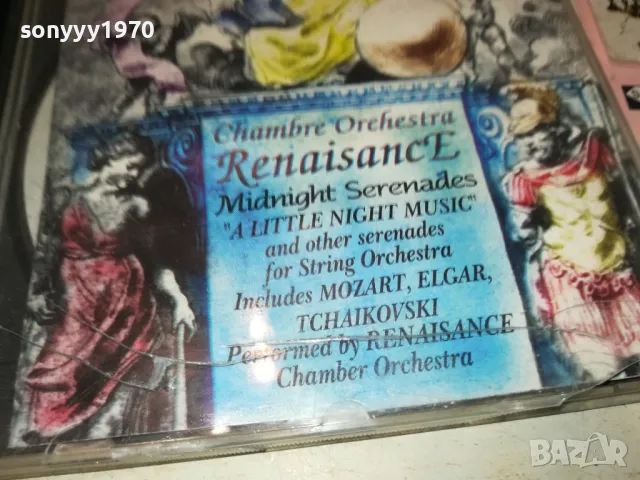 sonyyy1970
Chambre Orchestra
RenaisancE
Midnight Serenades
"A LITTLE NIGHT MUSIC"
and other serenades
for String Orchestra
Includes MOZART, ELGAR,
TCHAIKOVSKI
Performed by RENAISANCE
Chamber Orchestra
BAZAR